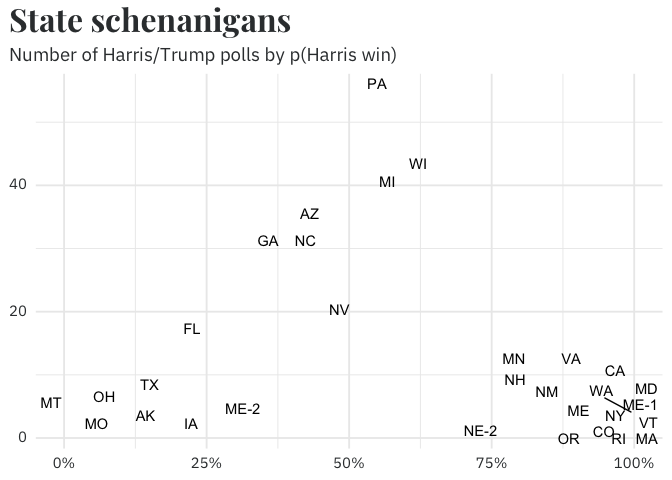 State schenanigans
Number of Harris/Trump polls by p(Harris win)
PA
WI
40
MI
AZ
GA NC
20
NV
FL
MN VA
CA
NH
TX
MD
NM
WA
OH
MT
ME-1
ME-2
ME
AK
NY
MO
IA
VT
NE-2
CO
0
OR
RI
MA
0% 25% 50% 75% 100%